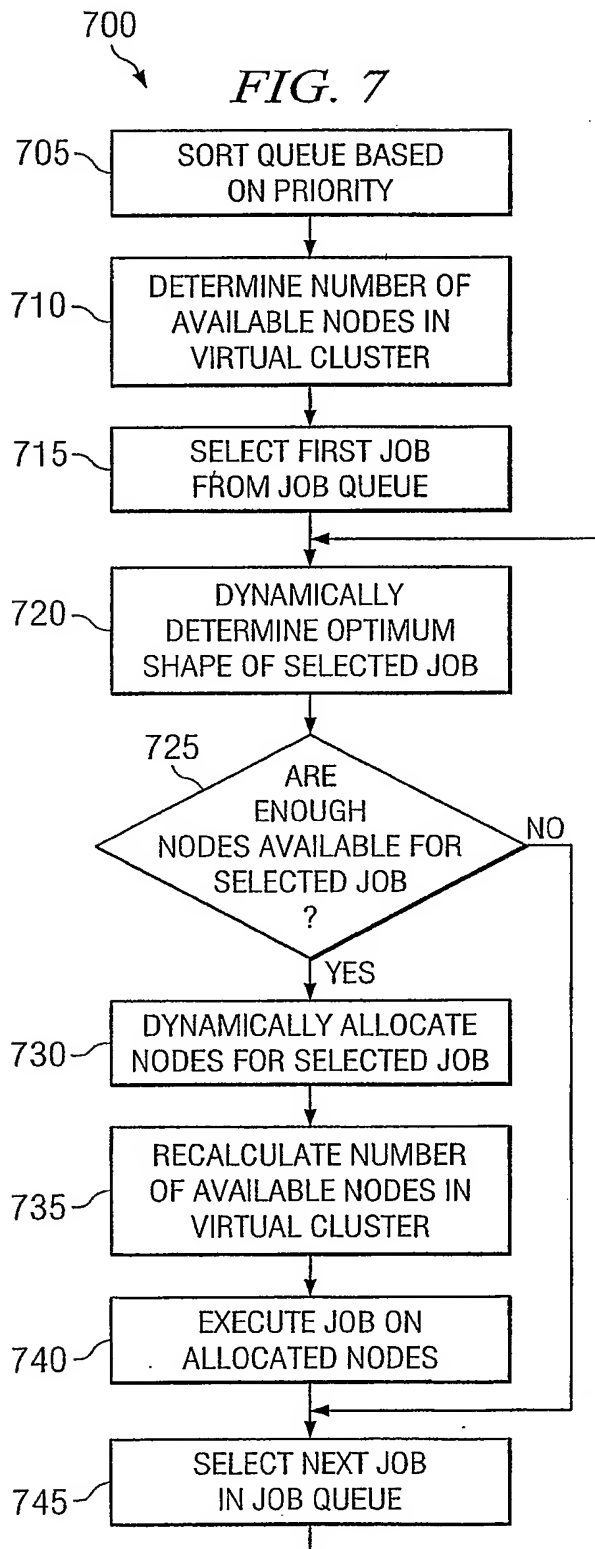 700
FIG. 7
705
SORT QUEUE BASED
ON PRIORITY
710
DETERMINE NUMBER OF
AVAILABLE NODES IN
VIRTUAL CLUSTER
715
SELECT FIRST JOB
FROM JOB QUEUE
720
DYNAMICALLY
DETERMINE OPTIMUM
SHAPE OF SELECTED JOB
725
ARE
ENOUGH
NODES AVAILABLE FOR
SELECTED JOB
?
NO
YES
730
DYNAMICALLY ALLOCATE
NODES FOR SELECTED JOB
735
RECALCULATE NUMBER
OF AVAILABLE NODES IN
VIRTUAL CLUSTER
740
EXECUTE JOB ON
ALLOCATED NODES
745
SELECT NEXT JOB
IN JOB QUEUE